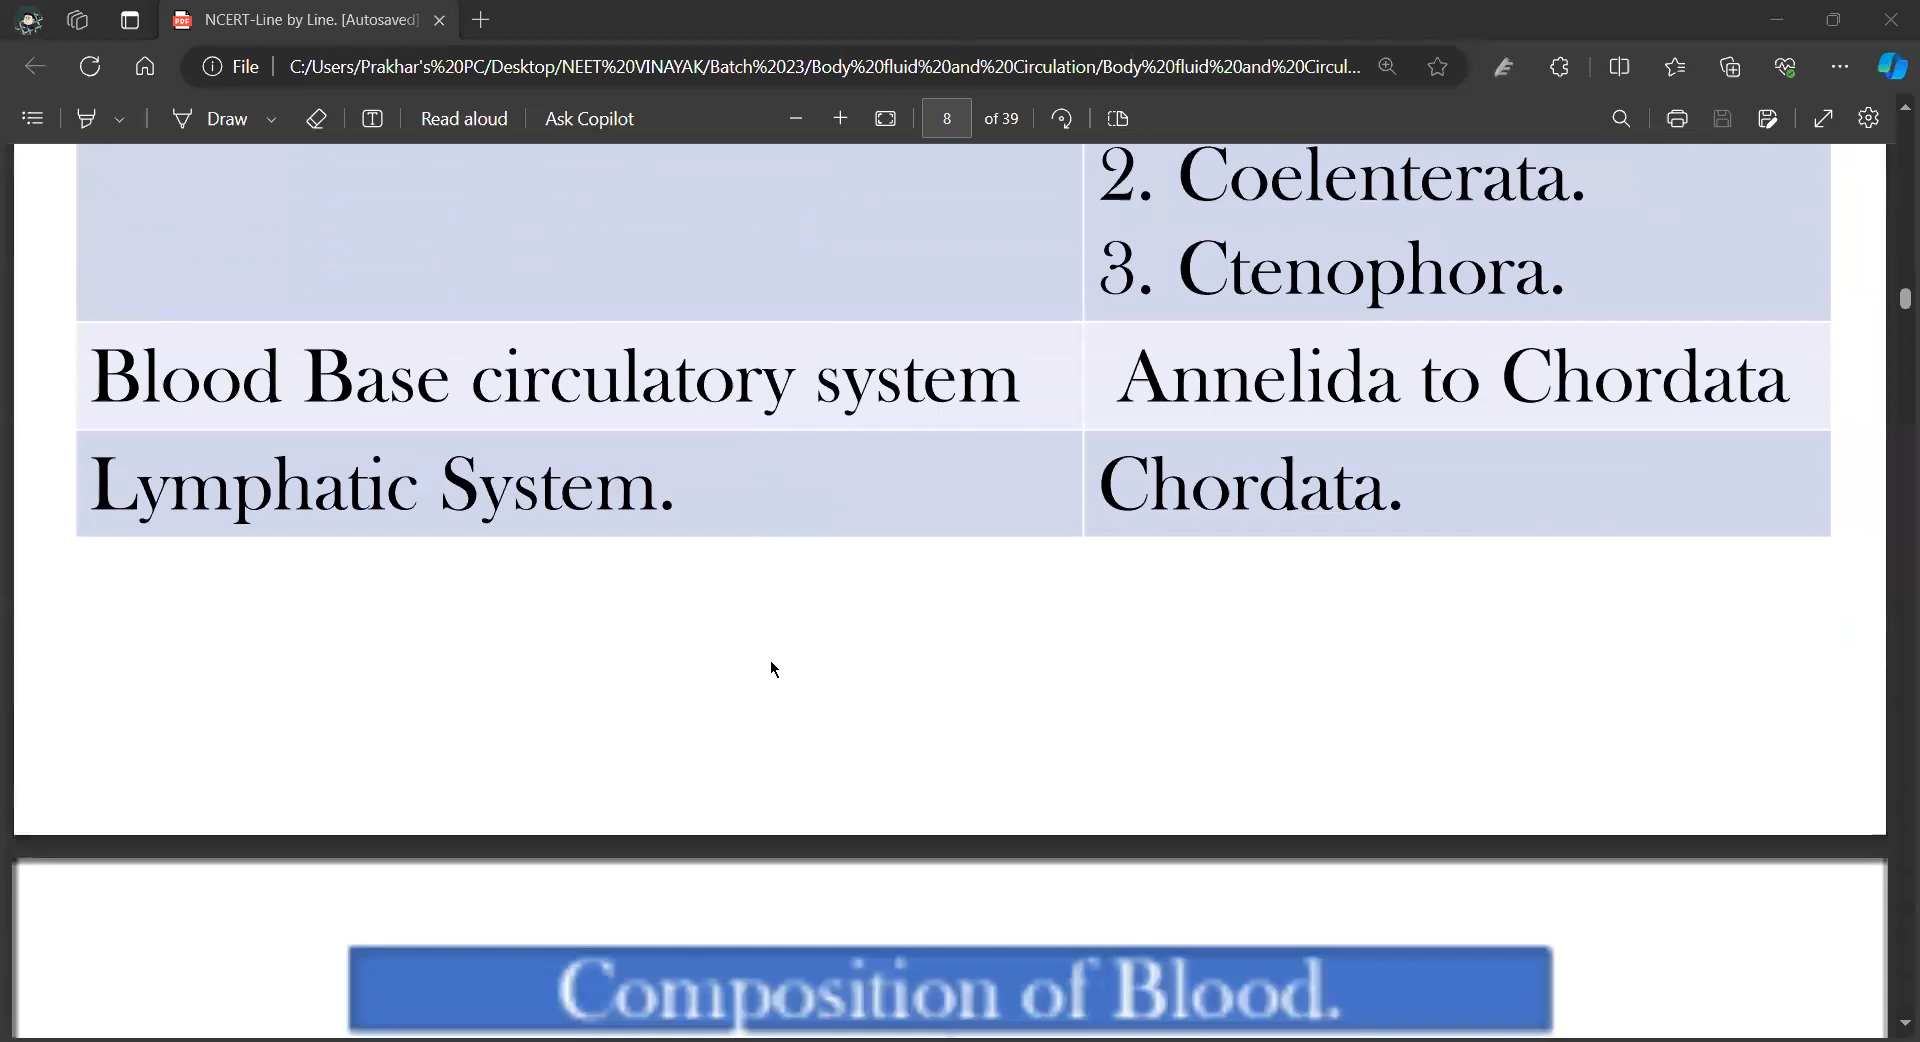 NCERT-Line by Line. [Autosaved]
File
C:/Users/Prakhar's%20PC/Desktop/NEET%20VINAYAK/Batch%2023/Body%20fluid%20and%20Circulation/Body%20fluid%20and%20Circul...
Draw
Read aloud
Ask Copilot
8
of 39
2. Coelenterata.
3. Ctenophora.
Blood Base circulatory system
Annelida to Chordata
Lymphatic System.
Chordata.
Composition of Blood.